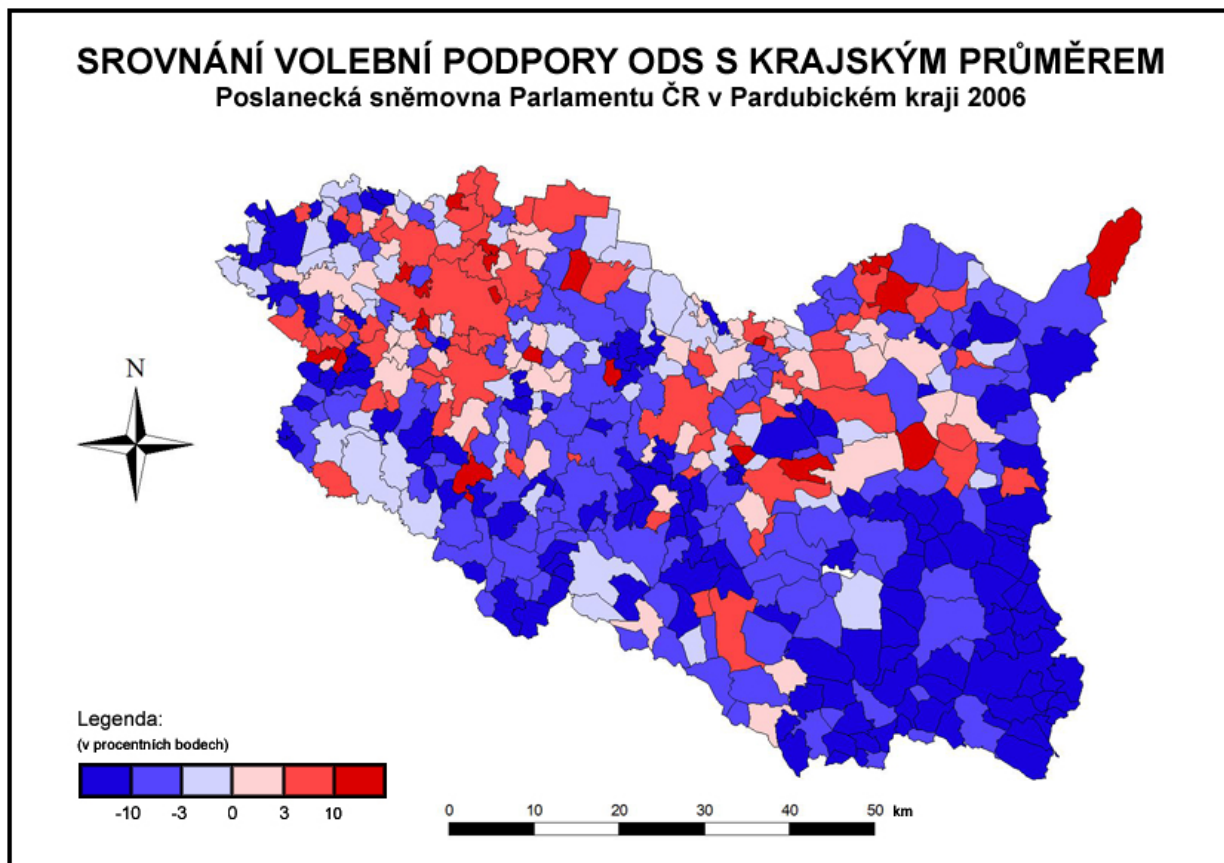 SROVNÁNÍ VOLEBNÍ PODPORY ODS S KRAJSKÝM PRŮMĚREM
Poslanecká sněmovna Parlamentu ČR v Pardubickém kraji 2006
N
Legenda:
(v procentních bodech)
-10 -3 0 3 10
0 10 20 30 40 50 km